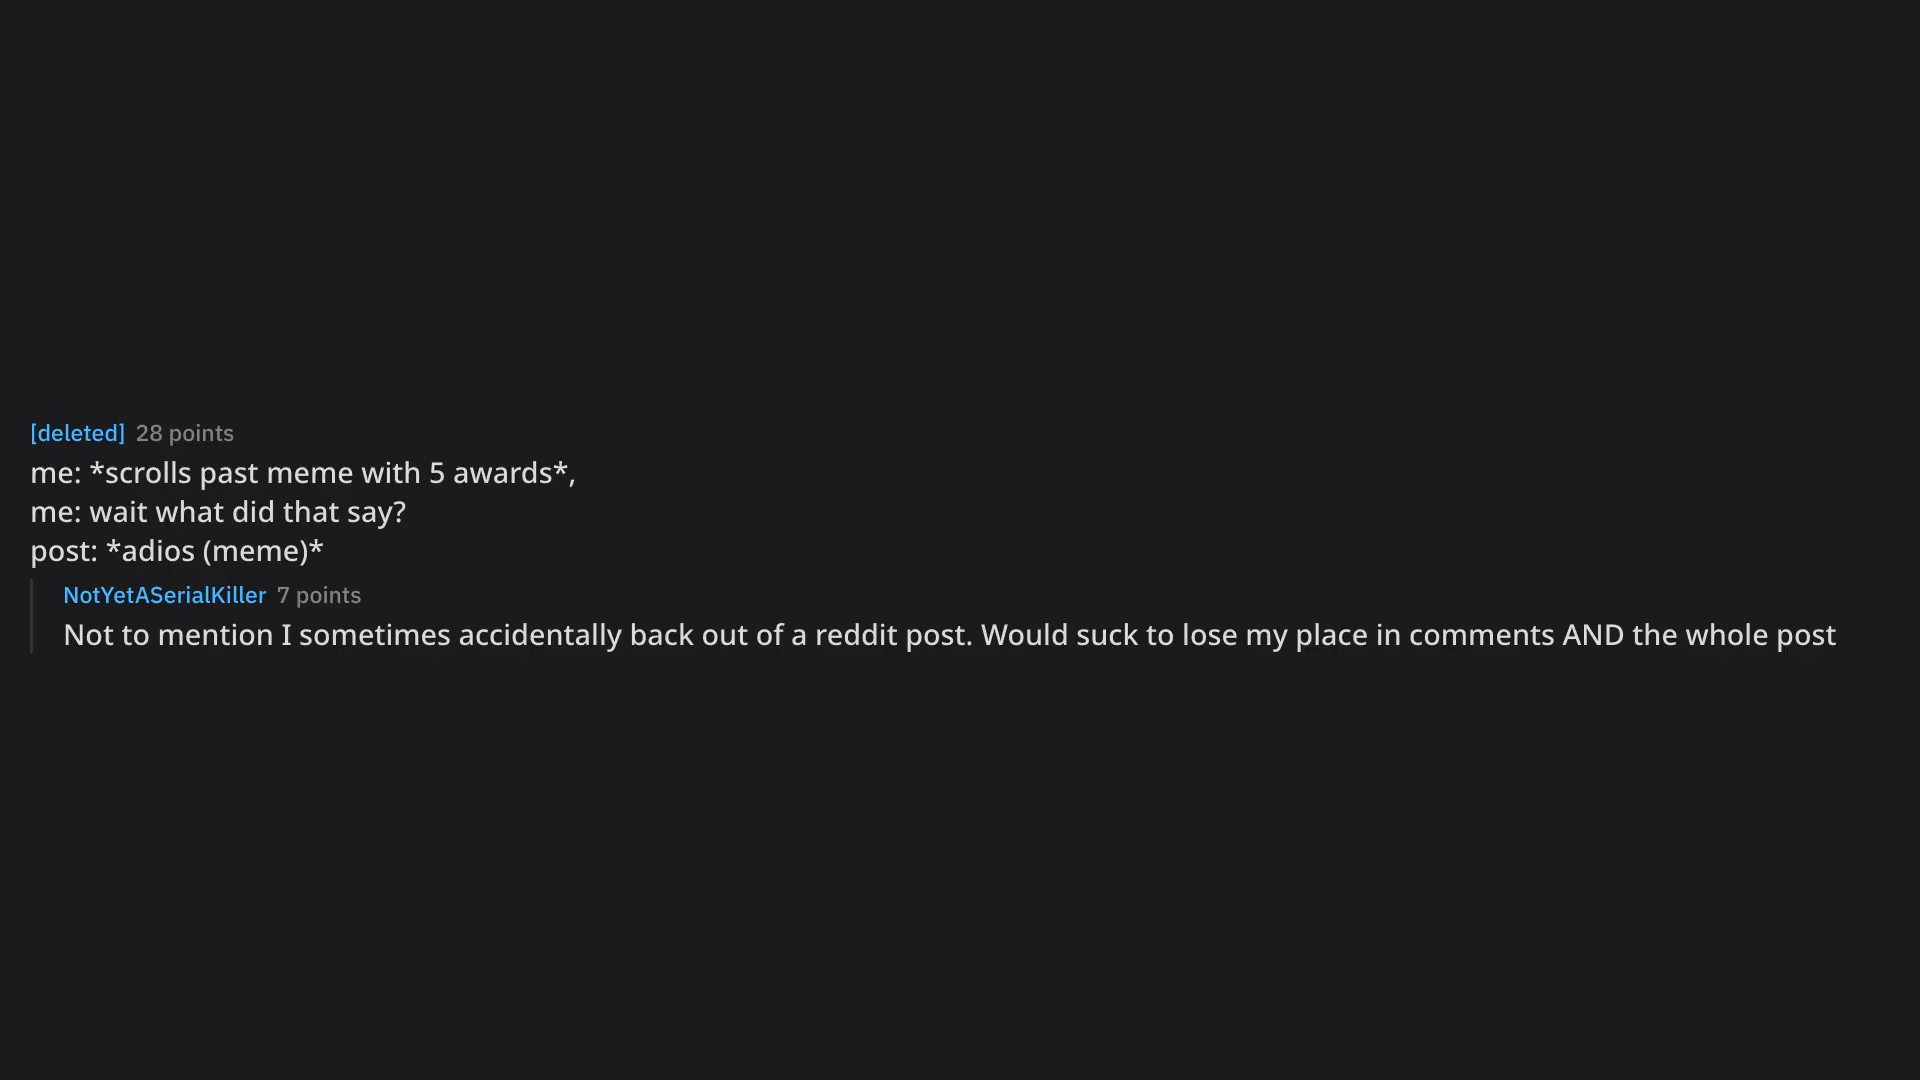 [deleted] 28 points
me: *scrolls past meme with 5 awards*,
me: wait what did that say?
post: *adios (meme)*
NotYetASerialKiller 7 points
Not to mention I sometimes accidentally back out of a reddit post. Would suck to lose my place in comments AND the whole post